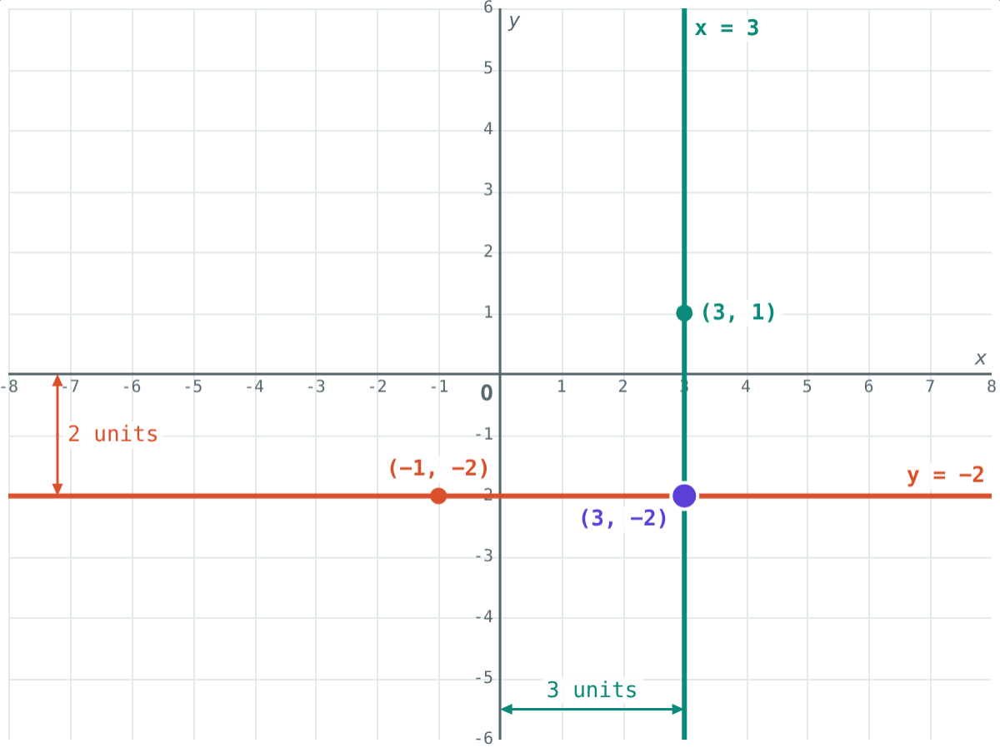 6
y
x = 3
5
4
3
2
1
(3, 1)
x
-8 -7 -6 -5 -4 -3 -2 -1 0 1 2 3 4 5 6 7 8
-1
2 units
(−1, −2)
y = −2
-2
(3, −2)
-3
-4
-5
3 units
-6